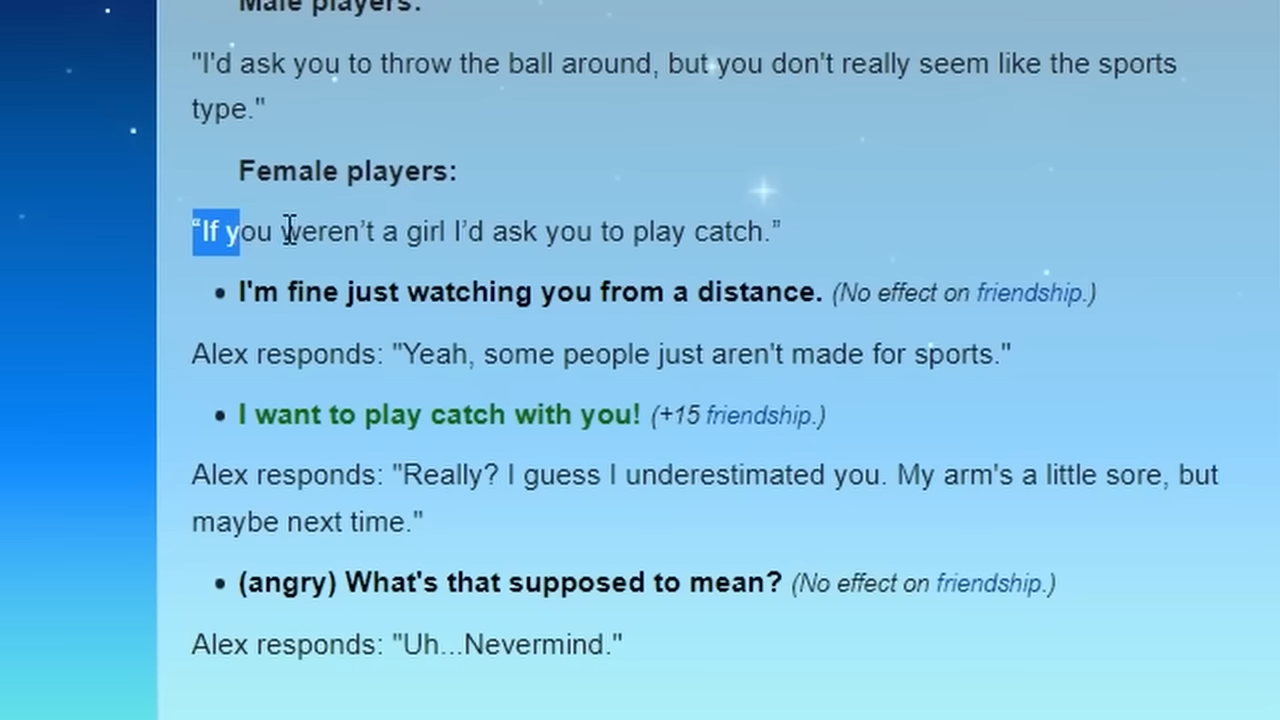 Male players:
"I'd ask you to throw the ball around, but you don't really seem like the sports
type."
Female players:
“If you weren’t a girl I’d ask you to play catch.”
• I'm fine just watching you from a distance. (No effect on friendship.)
Alex responds: "Yeah, some people just aren't made for sports."
• I want to play catch with you! (+15 friendship.)
Alex responds: "Really? I guess I underestimated you. My arm's a little sore, but
maybe next time."
• (angry) What's that supposed to mean? (No effect on friendship.)
Alex responds: "Uh...Nevermind."